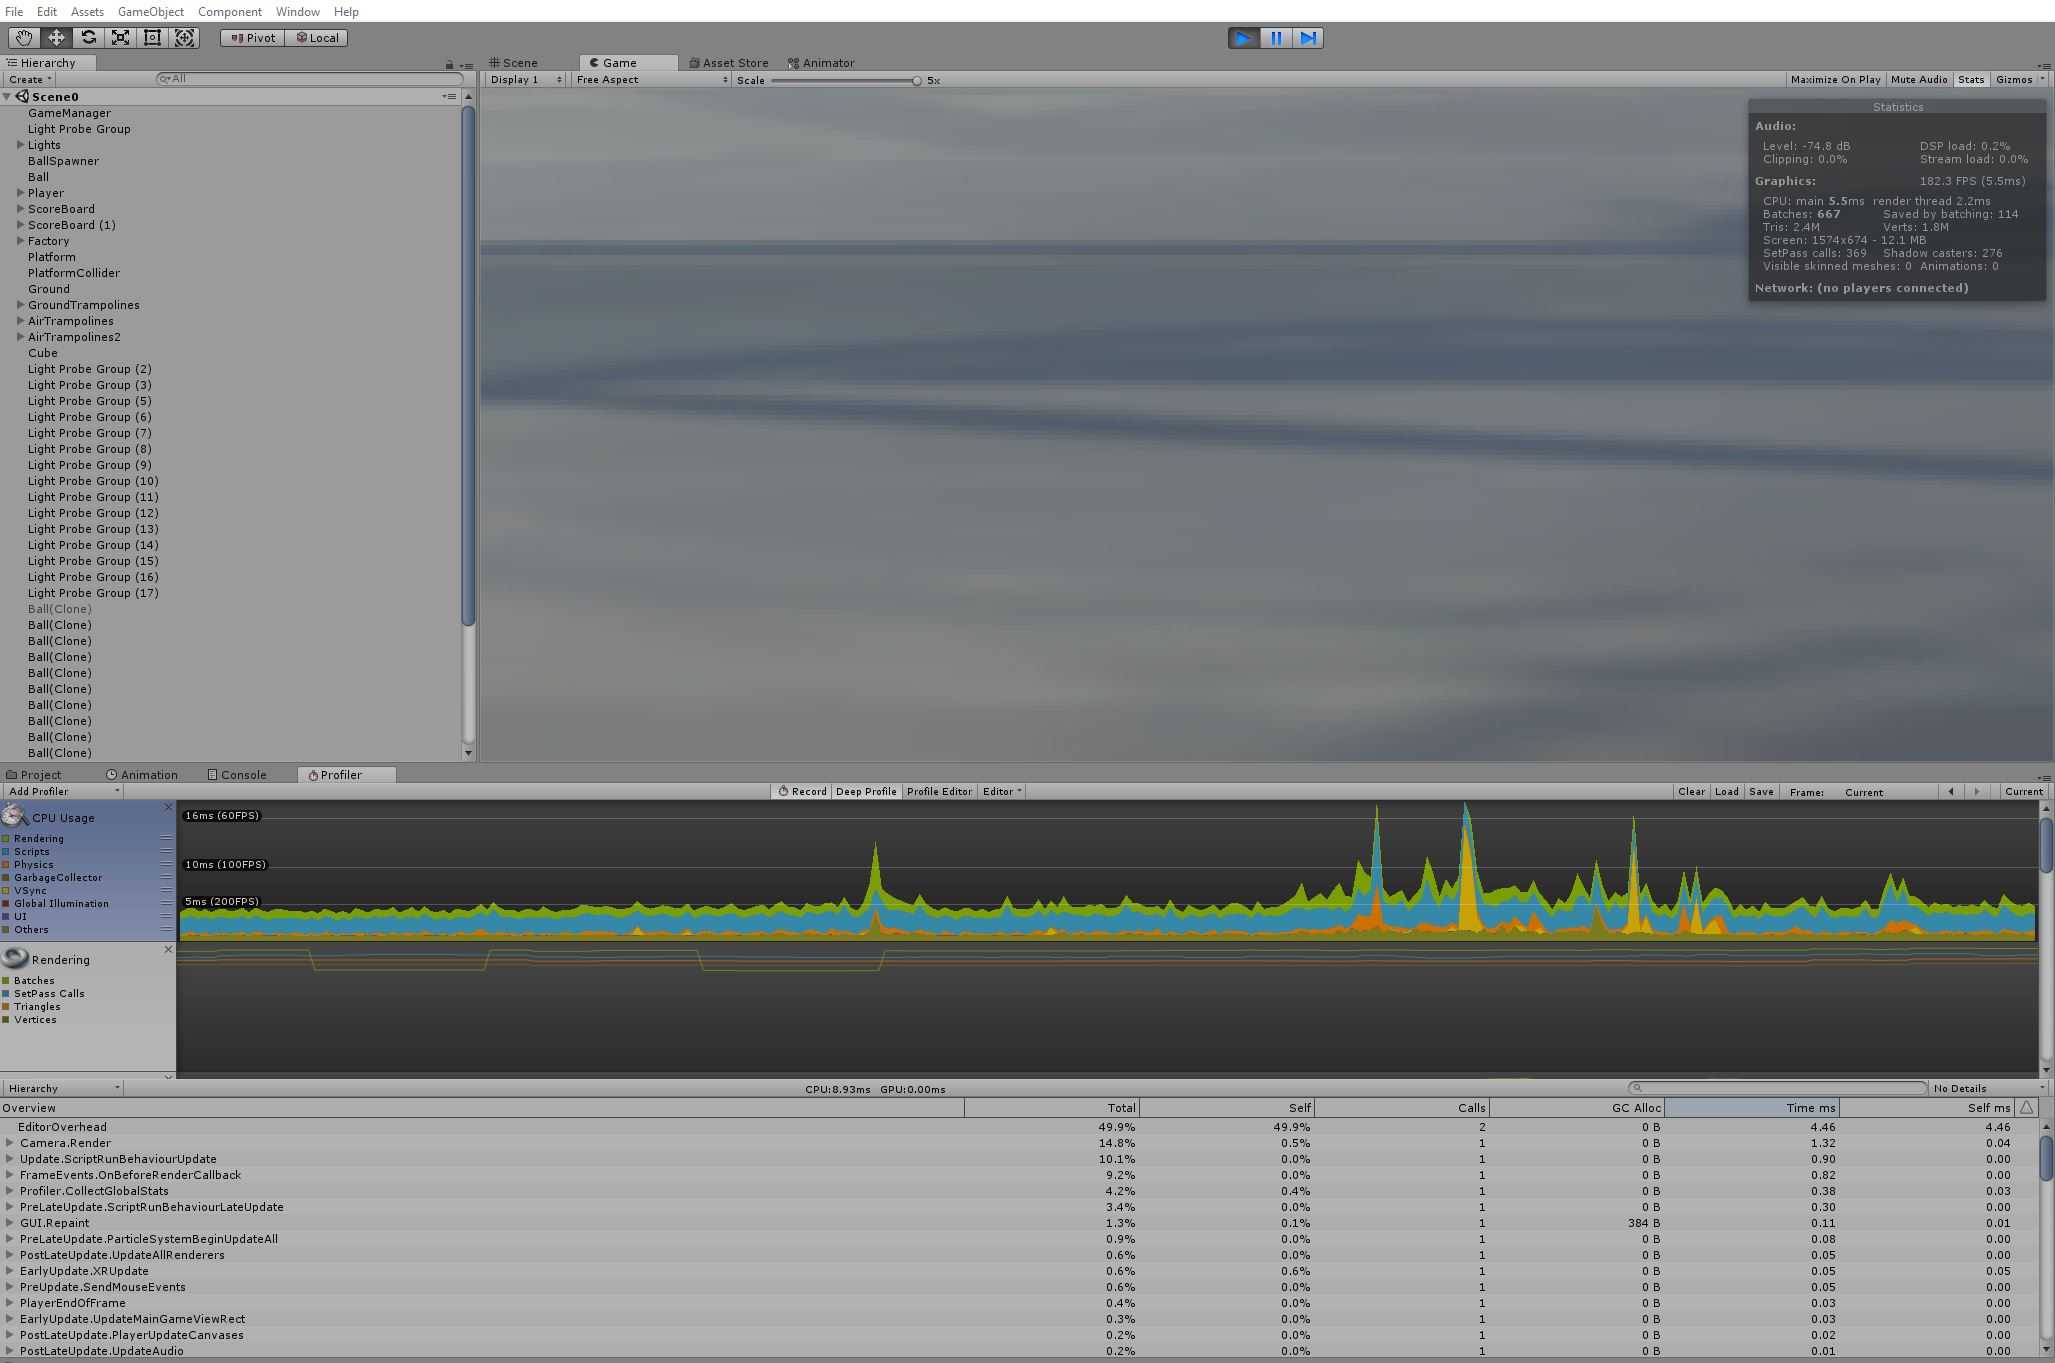 File Edit Assets GameObject Component Window Help
Pivot Local
Hierarchy
Create All
Scene0
GameManager
Light Probe Group
Lights
BallSpawner
Ball
Player
ScoreBoard
ScoreBoard (1)
Factory
Platform
PlatformCollider
Ground
GroundTrampolines
AirTrampolines
AirTrampolines2
Cube
Light Probe Group (2)
Light Probe Group (3)
Light Probe Group (5)
Light Probe Group (6)
Light Probe Group (7)
Light Probe Group (8)
Light Probe Group (9)
Light Probe Group (10)
Light Probe Group (11)
Light Probe Group (12)
Light Probe Group (13)
Light Probe Group (14)
Light Probe Group (15)
Light Probe Group (16)
Light Probe Group (17)
Ball(Clone)
Ball(Clone)
Ball(Clone)
Ball(Clone)
Ball(Clone)
Ball(Clone)
Ball(Clone)
Ball(Clone)
Ball(Clone)
Ball(Clone)
Scene Game Asset Store Animator
Display 1 Free Aspect Scale 5x Maximize On Play Mute Audio Stats Gizmos
Statistics
Audio:
Level: -74.8 dB DSP load: 0.2%
Clipping: 0.0% Stream load: 0.0%
Graphics: 182.3 FPS (5.5ms)
CPU: main 5.5ms render thread 2.2ms
Batches: 667 Saved by batching: 114
Tris: 2.4M Verts: 1.8M
Screen: 1574x674 - 12.1 MB
SetPass calls: 369 Shadow casters: 276
Visible skinned meshes: 0 Animations: 0
Network: (no players connected)
Project Animation Console Profiler
Add Profiler Record Deep Profile Profile Editor Editor Clear Load Save Frame: Current Current
CPU Usage
Rendering
Scripts
Physics
GarbageCollector
VSync
Global Illumination
UI
Others
16ms (60FPS)
10ms (100FPS)
5ms (200FPS)
Rendering
Batches
SetPass Calls
Triangles
Vertices
Hierarchy CPU:8.93ms GPU:0.00ms No Details
Overview Total Self Calls GC Alloc Time ms Self ms
EditorOverhead 49.9% 49.9% 2 0 B 4.46 4.46
Camera.Render 14.8% 0.5% 1 0 B 1.32 0.04
Update.ScriptRunBehaviourUpdate 10.1% 0.0% 1 0 B 0.90 0.00
FrameEvents.OnBeforeRenderCallback 9.2% 0.0% 1 0 B 0.82 0.00
Profiler.CollectGlobalStats 4.2% 0.4% 1 0 B 0.38 0.03
PreLateUpdate.ScriptRunBehaviourLateUpdate 3.4% 0.0% 1 0 B 0.30 0.00
GUI.Repaint 1.3% 0.1% 1 384 B 0.11 0.01
PreLateUpdate.ParticleSystemBeginUpdateAll 0.9% 0.0% 1 0 B 0.08 0.00
PostLateUpdate.UpdateAllRenderers 0.6% 0.0% 1 0 B 0.05 0.00
EarlyUpdate.XRUpdate 0.6% 0.6% 1 0 B 0.05 0.05
PreUpdate.SendMouseEvents 0.6% 0.0% 1 0 B 0.05 0.00
PlayerEndOfFrame 0.4% 0.0% 1 0 B 0.03 0.00
EarlyUpdate.UpdateMainGameViewRect 0.3% 0.0% 1 0 B 0.03 0.00
PostLateUpdate.PlayerUpdateCanvases 0.2% 0.0% 1 0 B 0.02 0.00
PostLateUpdate.UpdateAudio 0.2% 0.0% 1 0 B 0.01 0.00